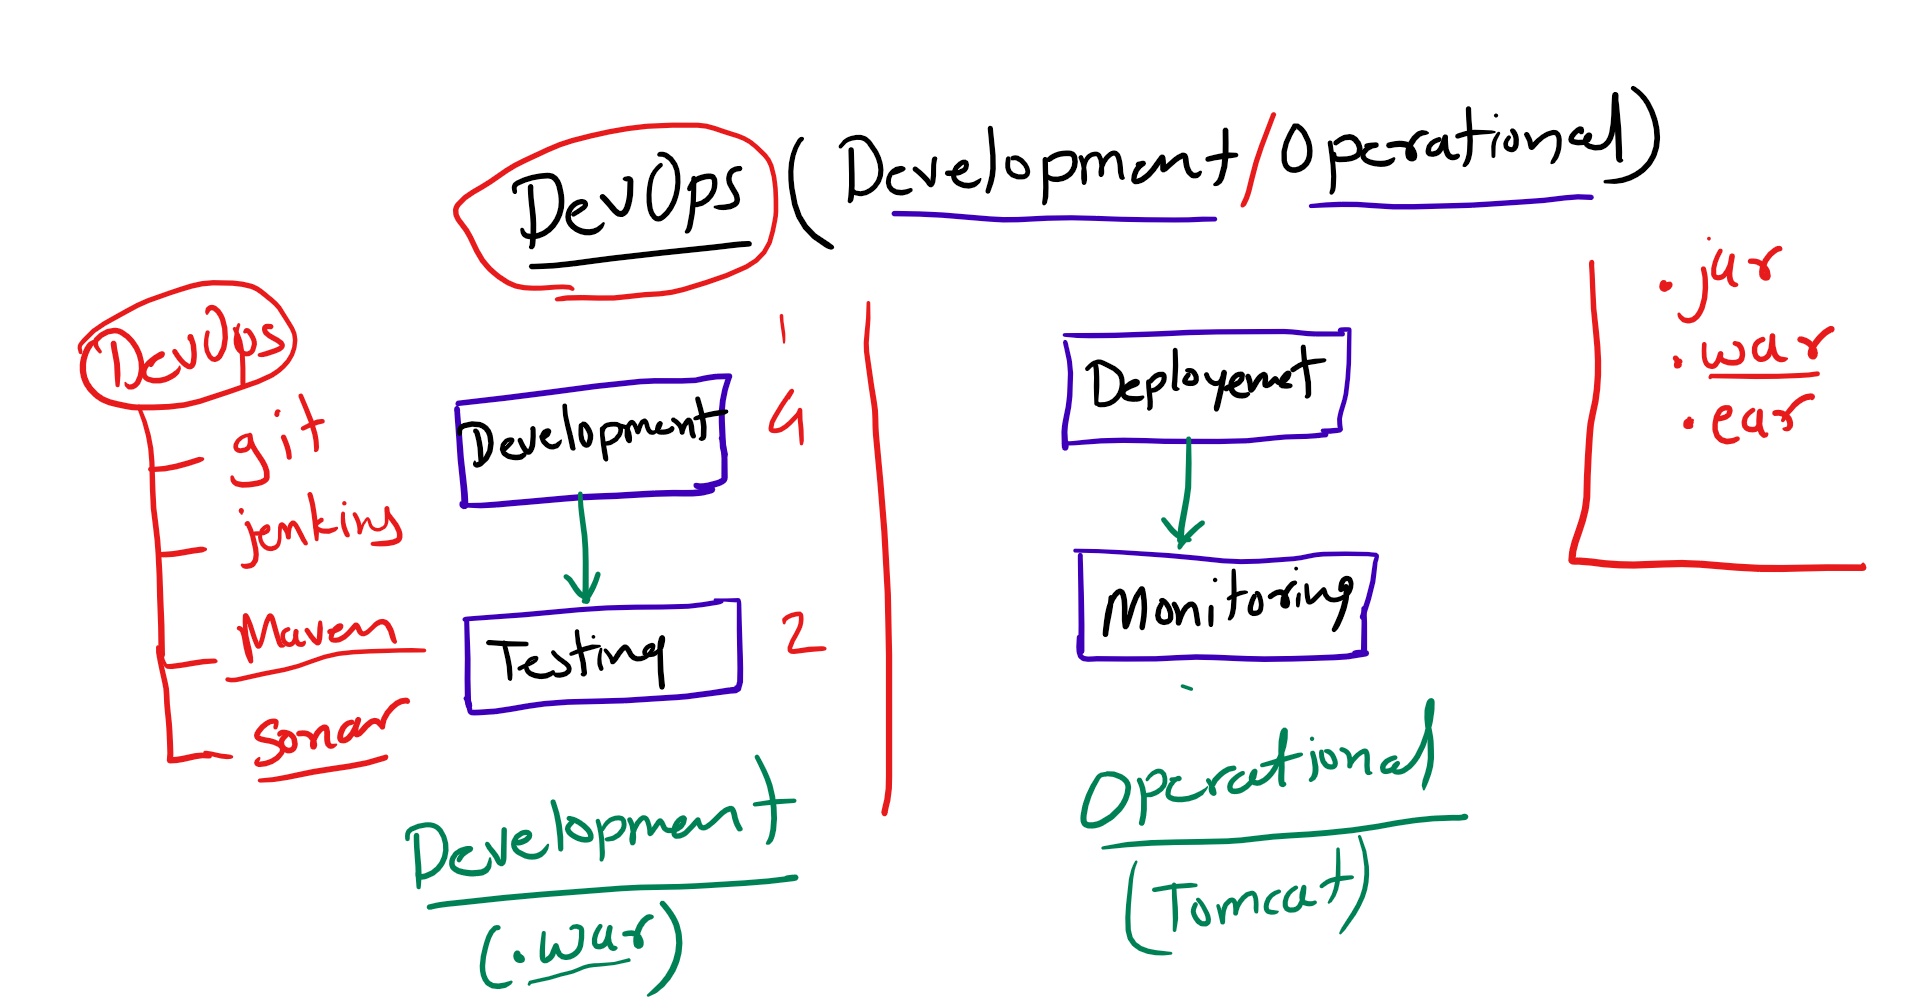 DevOps (Development/Operational)
DevOps
git
jenkins
Maven
Sonar
1
Development 4
Testing 2
Development
(.war)
Deployemet
Monitoring
Operational
(Tomcat)
.jar
.war
.ear